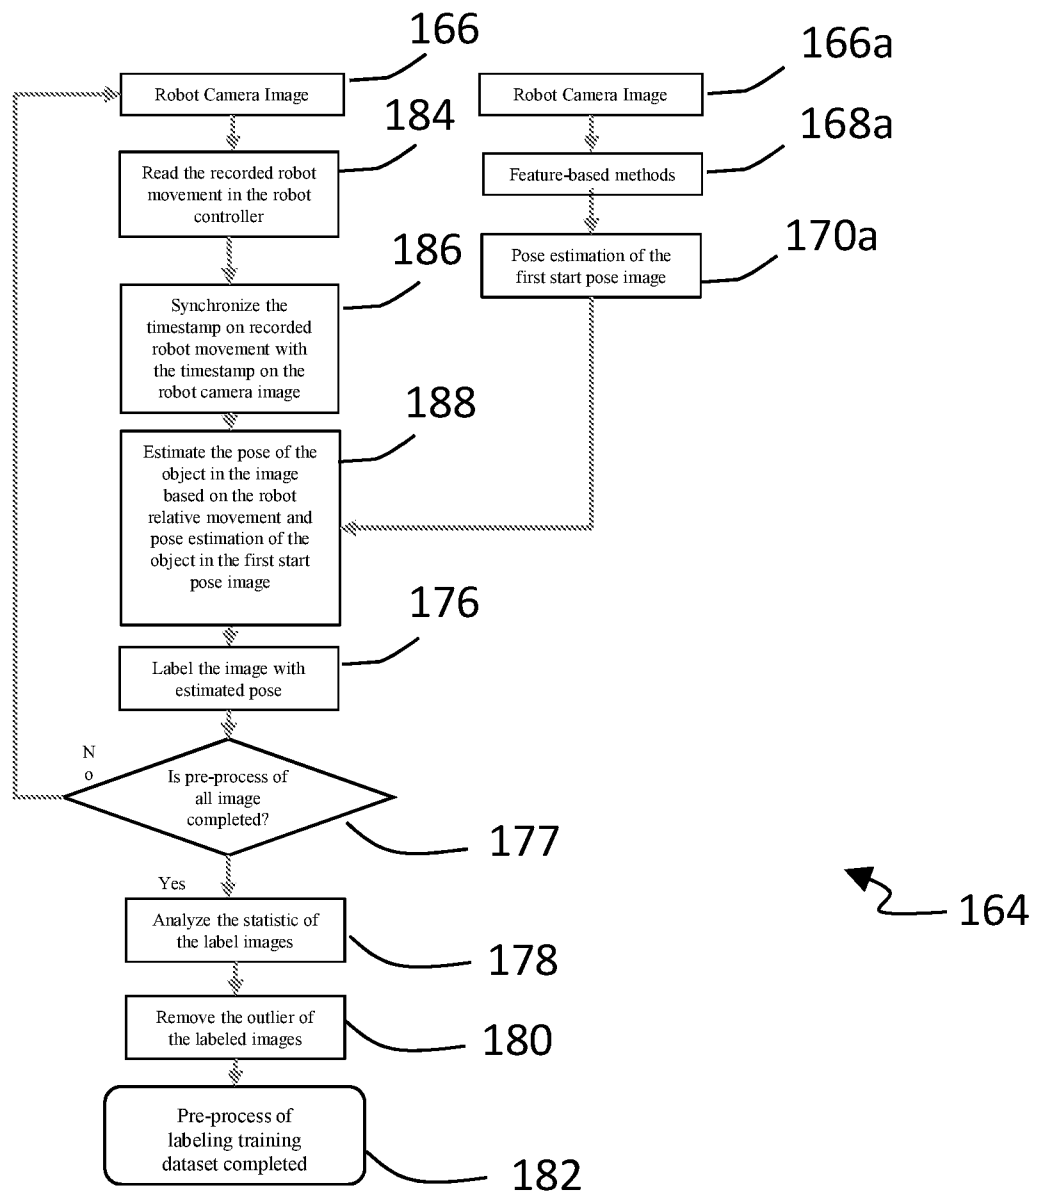 166
Robot Camera Image
166a
Robot Camera Image
184
Read the recorded robot
movement in the robot
controller
168a
Feature-based methods
170a
Pose estimation of the
first start pose image
186
Synchronize the
timestamp on recorded
robot movement with
the timestamp on the
robot camera image
188
Estimate the pose of the
object in the image
based on the robot
relative movement and
pose estimation of the
object in the first start
pose image
176
Label the image with
estimated pose
N
o
Is pre-process of
all image
completed?
177
Yes
Analyze the statistic of
the label images
178
164
Remove the outlier of
the labeled images
180
Pre-process of
labeling training
dataset completed
182